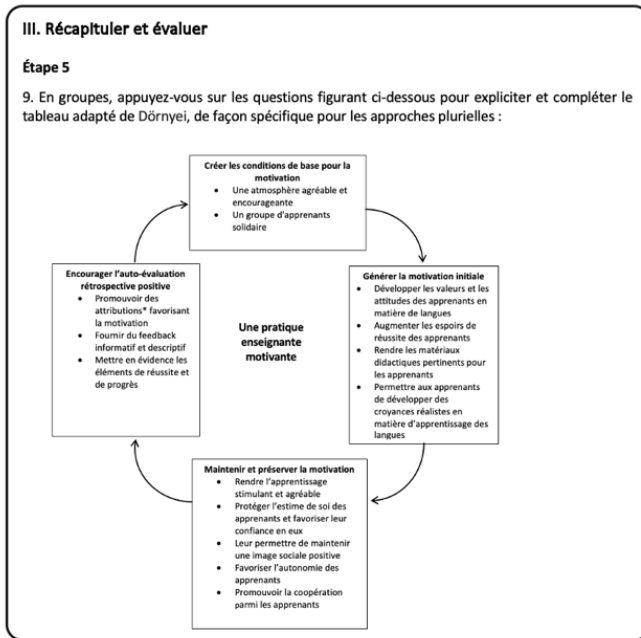 III. Récapituler et évaluer
Étape 5
9. En groupes, appuyez-vous sur les questions figurant ci-dessous pour expliciter et compléter le
tableau adapté de Dörnyei, de façon spécifique pour les approches plurielles :
Créer les conditions de base pour la
motivation
• Une atmosphère agréable et
encourageante
• Un groupe d'apprenants
solidaire
Générer la motivation initiale
• Développer les valeurs et les
attitudes des apprenants en
matière de langues
• Augmenter les espoirs de
réussite des apprenants
• Rendre les matériaux
didactiques pertinents pour
les apprenants
• Permettre aux apprenants
de développer des
croyances réalistes en
matière d'apprentissage des
langues
Maintenir et préserver la motivation
• Rendre l'apprentissage
stimulant et agréable
• Protéger l'estime de soi des
apprenants et favoriser leur
confiance en eux
• Leur permettre de maintenir
une image sociale positive
• Favoriser l'autonomie des
apprenants
• Promouvoir la coopération
parmi les apprenants
Encourager l'auto-évaluation
rétrospective positive
• Promouvoir des
attributions* favorisant
la motivation
• Fournir du feedback
informatif et descriptif
• Mettre en évidence les
éléments de réussite et
de progrès
Une pratique
enseignante
motivante